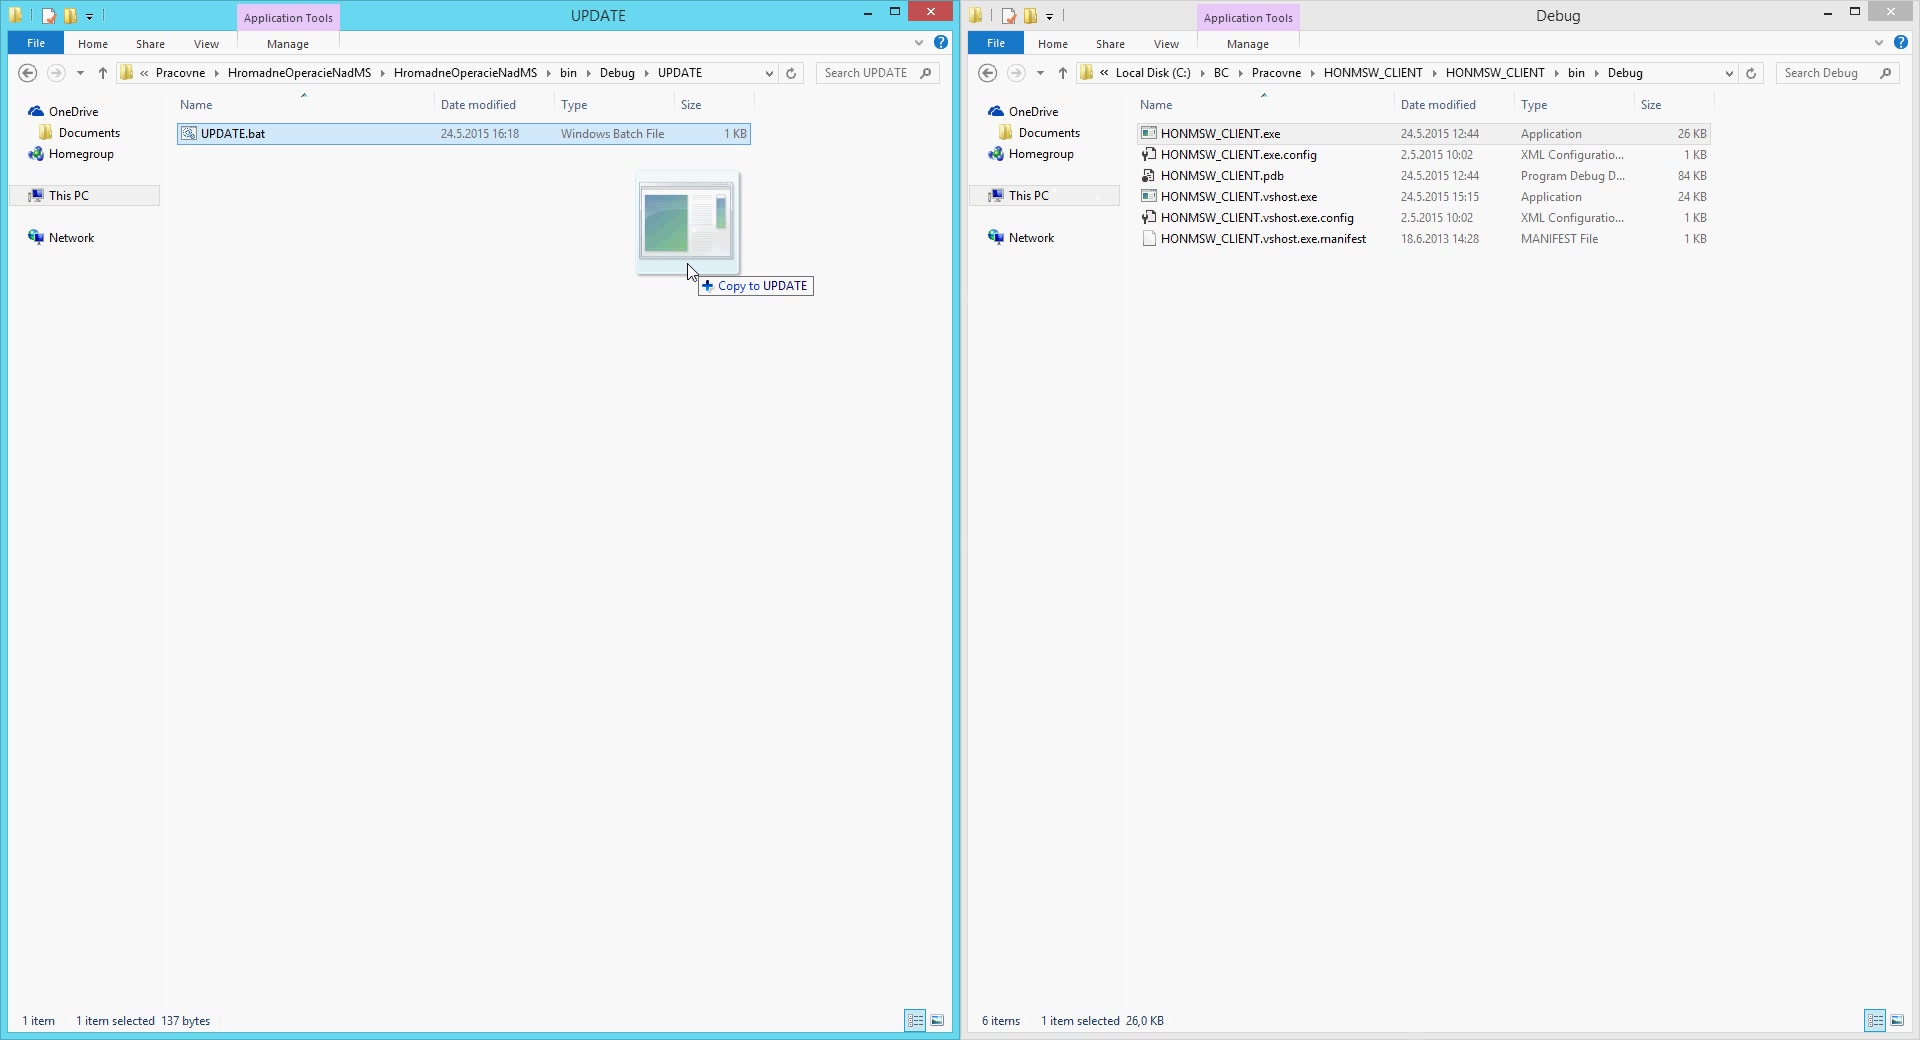 Application Tools
UPDATE
File
Home
Share
View
Manage
« Pracovne HromadneOperacieNadMS HromadneOperacieNadMS bin Debug UPDATE
Search UPDATE
OneDrive
Documents
Homegroup
This PC
Network
Name
Date modified
Type
Size
UPDATE.bat 24.5.2015 16:18 Windows Batch File 1 KB
Copy to UPDATE
1 item 1 item selected 137 bytes
Application Tools
Debug
File
Home
Share
View
Manage
« Local Disk (C:) BC Pracovne HONMSW_CLIENT HONMSW_CLIENT bin Debug
Search Debug
OneDrive
Documents
Homegroup
This PC
Network
Name
Date modified
Type
Size
HONMSW_CLIENT.exe 24.5.2015 12:44 Application 26 KB
HONMSW_CLIENT.exe.config 2.5.2015 10:02 XML Configuratio... 1 KB
HONMSW_CLIENT.pdb 24.5.2015 12:44 Program Debug D... 84 KB
HONMSW_CLIENT.vshost.exe 24.5.2015 15:15 Application 24 KB
HONMSW_CLIENT.vshost.exe.config 2.5.2015 10:02 XML Configuratio... 1 KB
HONMSW_CLIENT.vshost.exe.manifest 18.6.2013 14:28 MANIFEST File 1 KB
6 items 1 item selected 26,0 KB